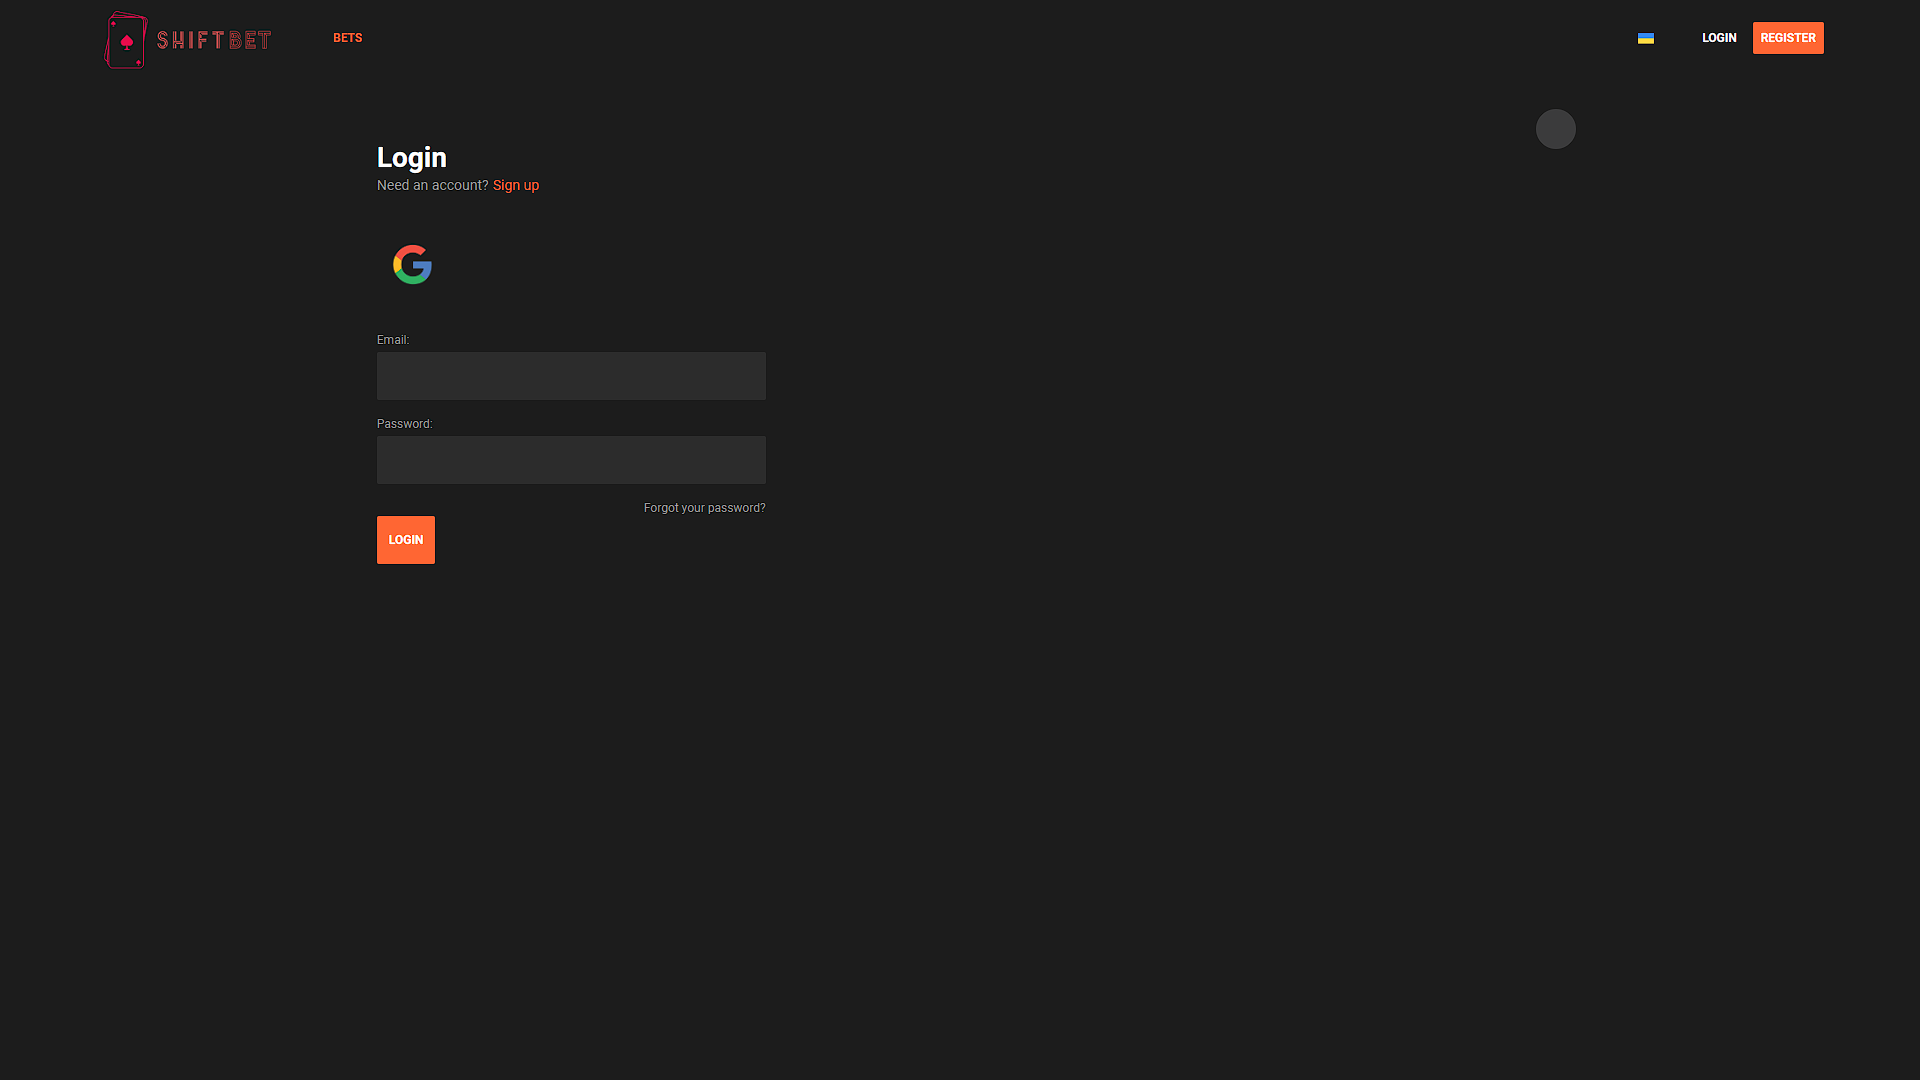 SHIFTBET
BETS
LOGIN
REGISTER
Login
Need an account? Sign up
Email:
Password:
Forgot your password?
LOGIN